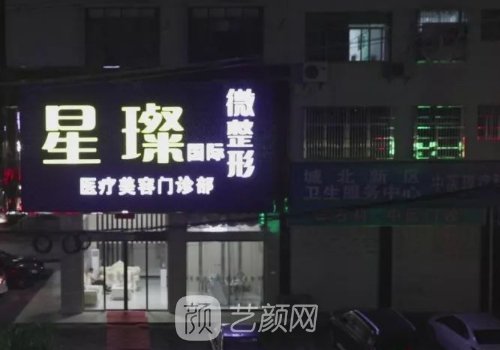 星璨国际
微整形
医疗美容门诊部
城北新区
卫生服务中心
颜艺颜网